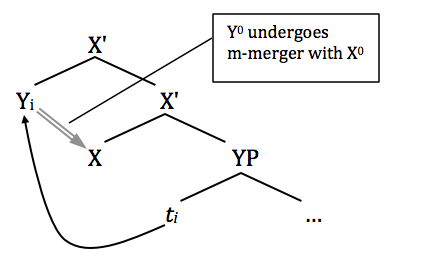 Y⁰ undergoes
m-merger with X⁰
X'
Yᵢ
X'
X
YP
tᵢ
...